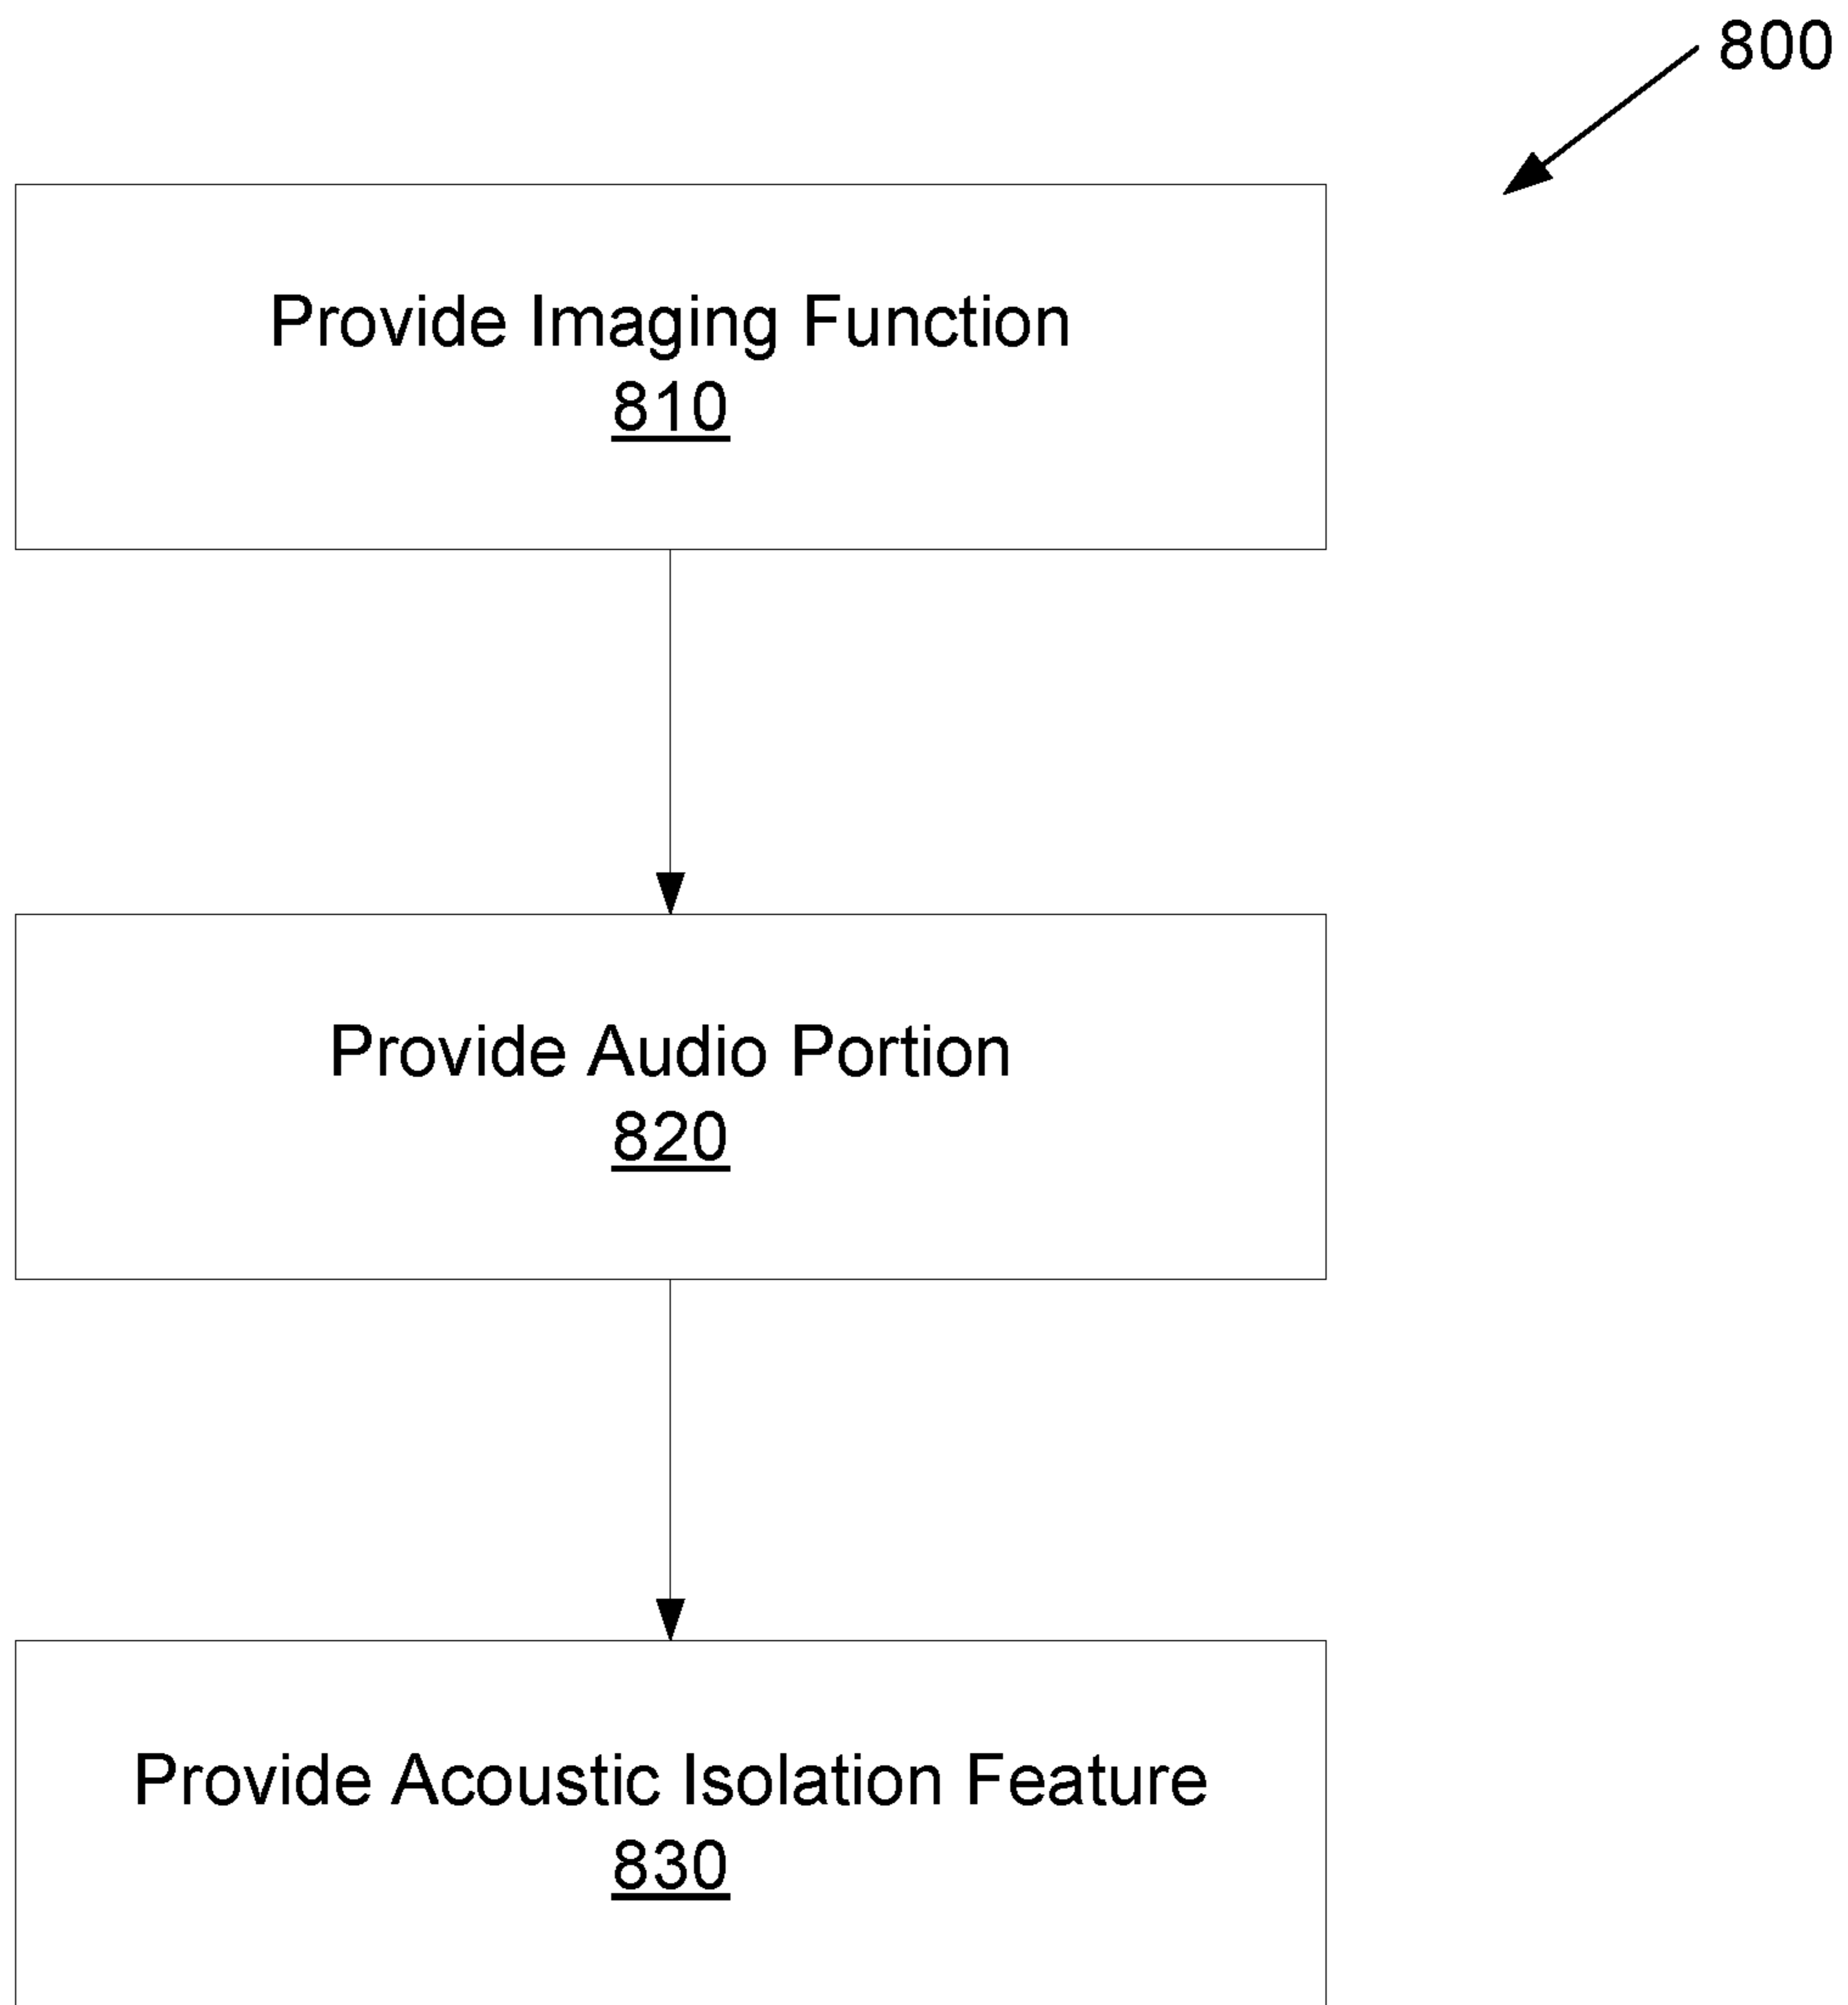 800
Provide Imaging Function
810
Provide Audio Portion
820
Provide Acoustic Isolation Feature
830